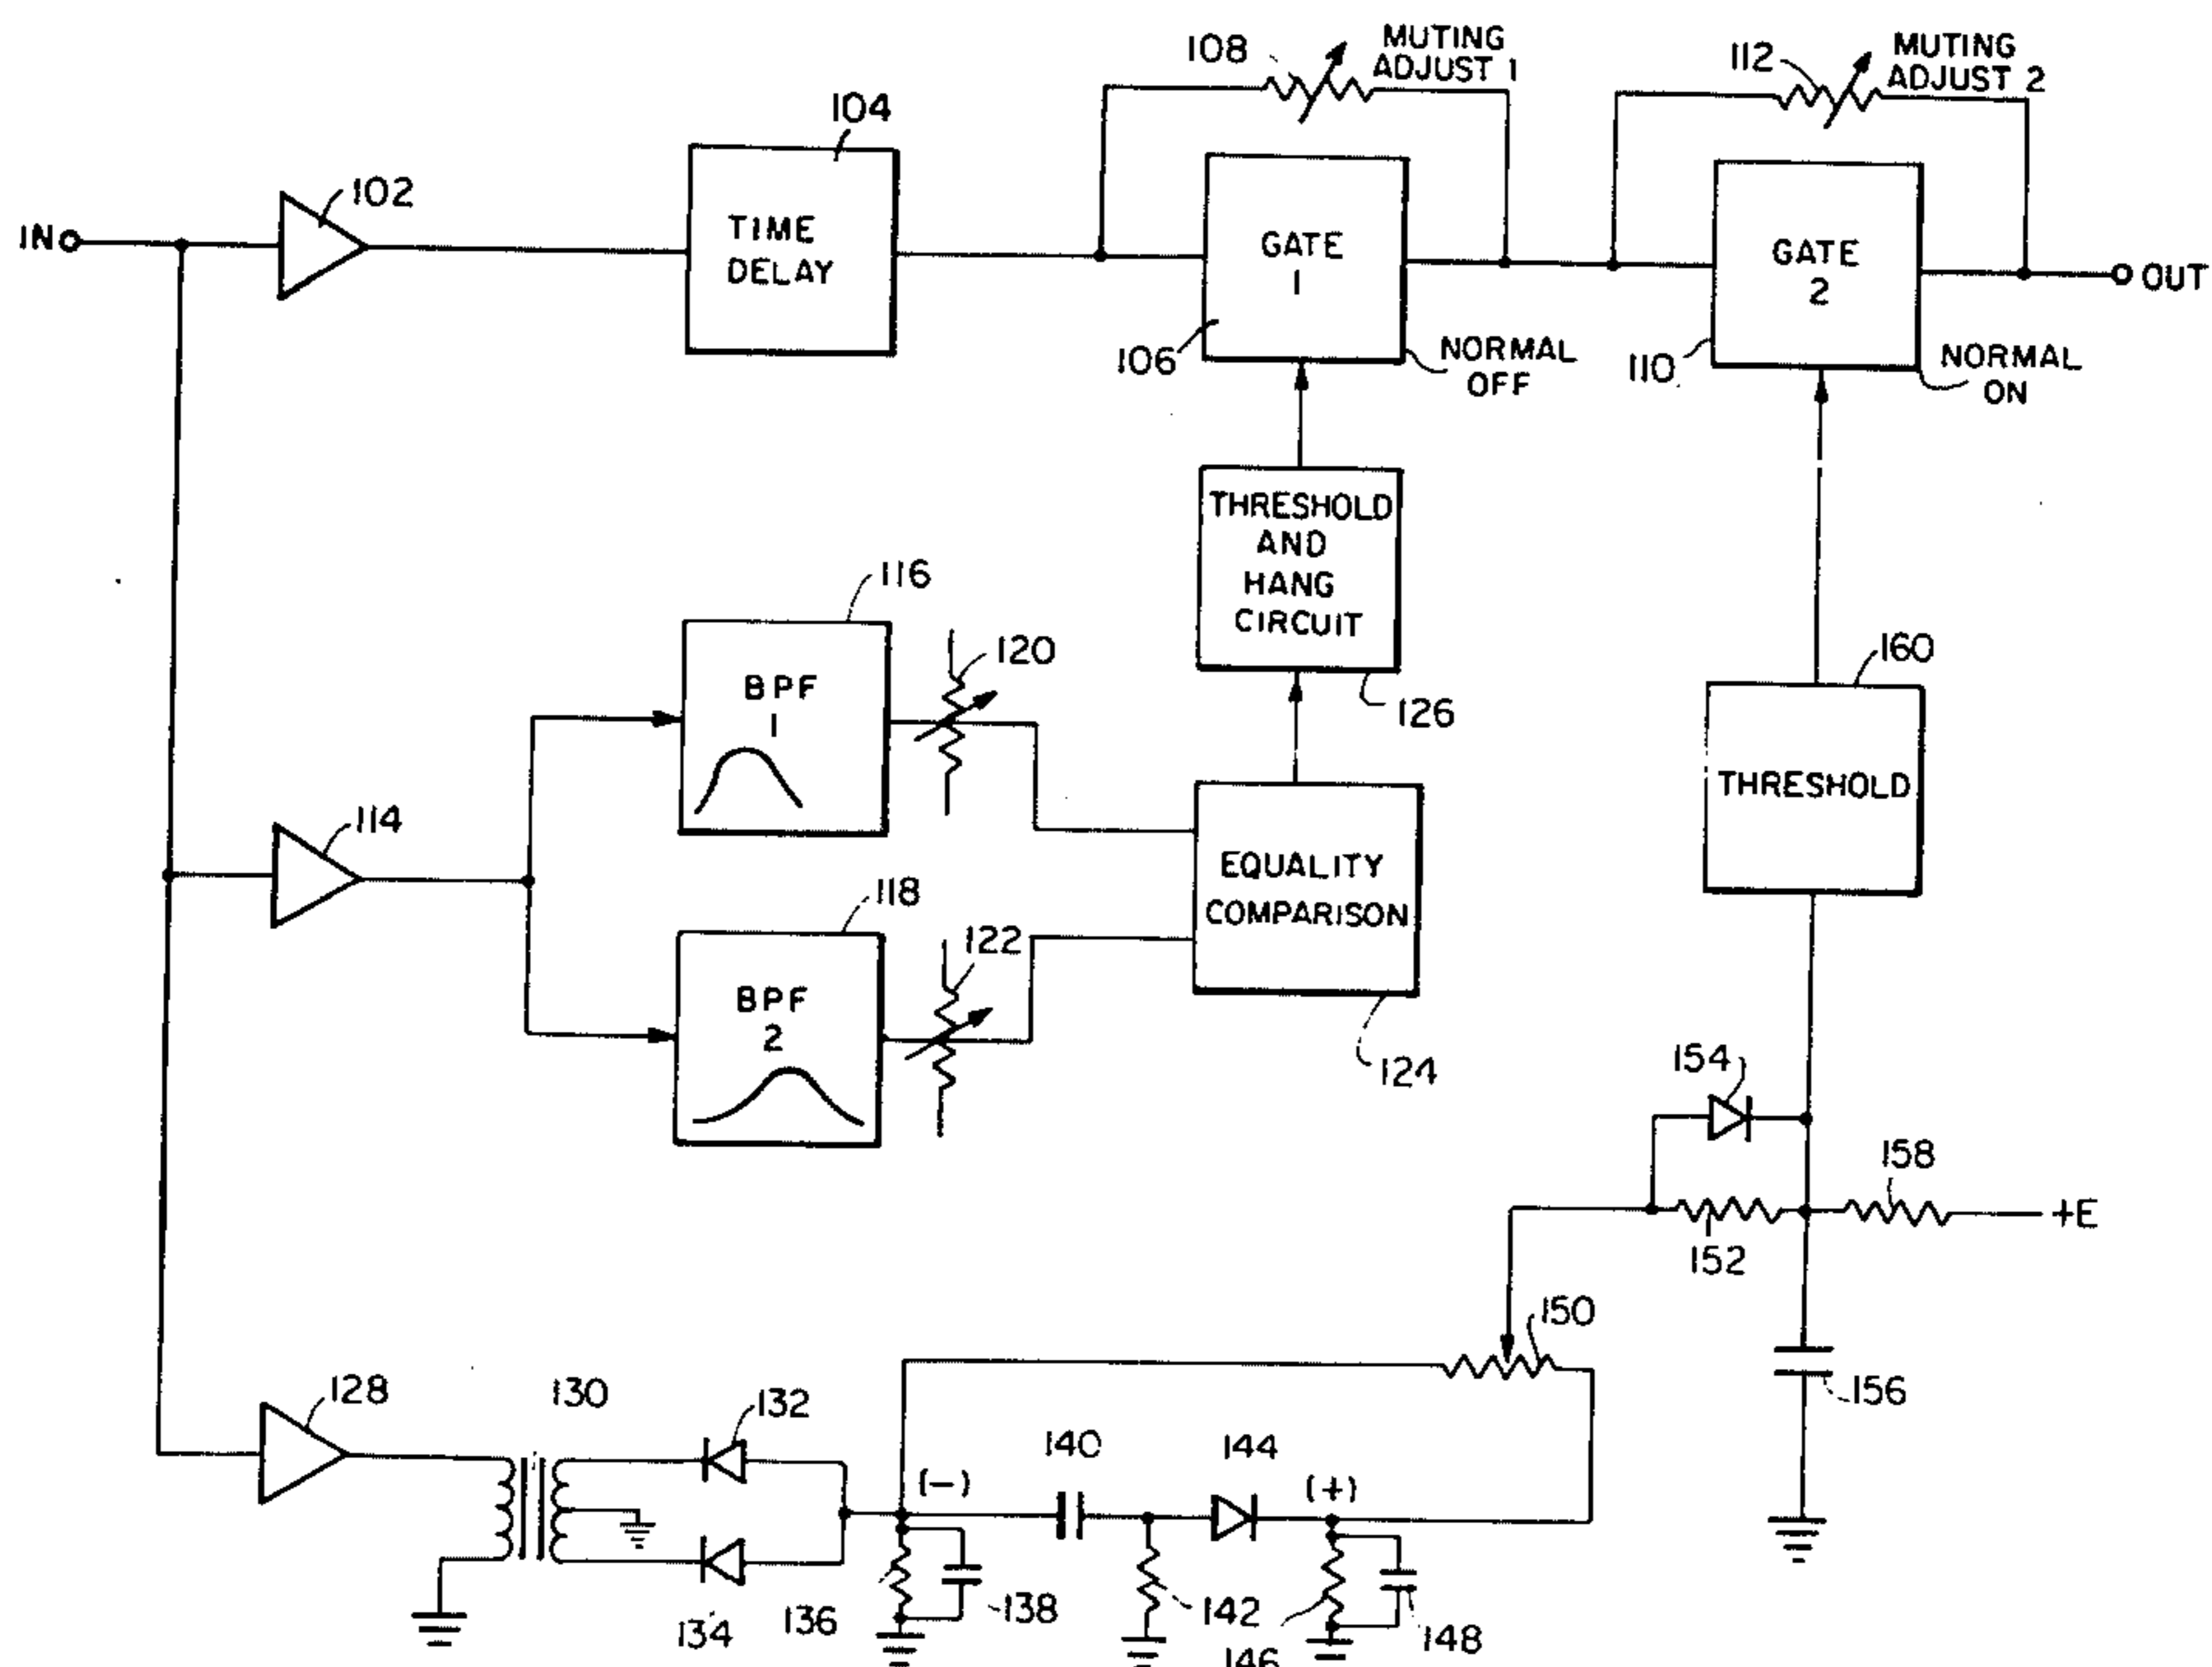 108
MUTING
ADJUST 1
112
MUTING
ADJUST 2
104
102
IN
TIME
DELAY
GATE
1
GATE
2
OUT
106
NORMAL
OFF
110
NORMAL
ON
THRESHOLD
AND
HANG
CIRCUIT
116
120
160
BPF
1
126
THRESHOLD
114
EQUALITY
COMPARISON
118
122
BPF
2
124
154
158
+E
152
150
128
130
132
156
140
144
(-)
(+)
134
136
138
142
146
148